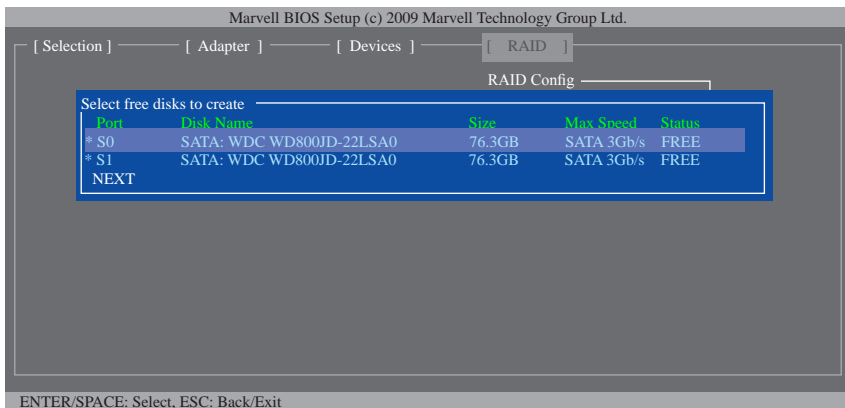 Marvell BIOS Setup (c) 2009 Marvell Technology Group Ltd.
[ Selection ] [ Adapter ] [ Devices ] [ RAID ]
RAID Config
Select free disks to create
Port Disk Name Size Max Speed Status
* S0 SATA: WDC WD800JD-22LSA0 76.3GB SATA 3Gb/s FREE
* S1 SATA: WDC WD800JD-22LSA0 76.3GB SATA 3Gb/s FREE
NEXT
ENTER/SPACE: Select, ESC: Back/Exit